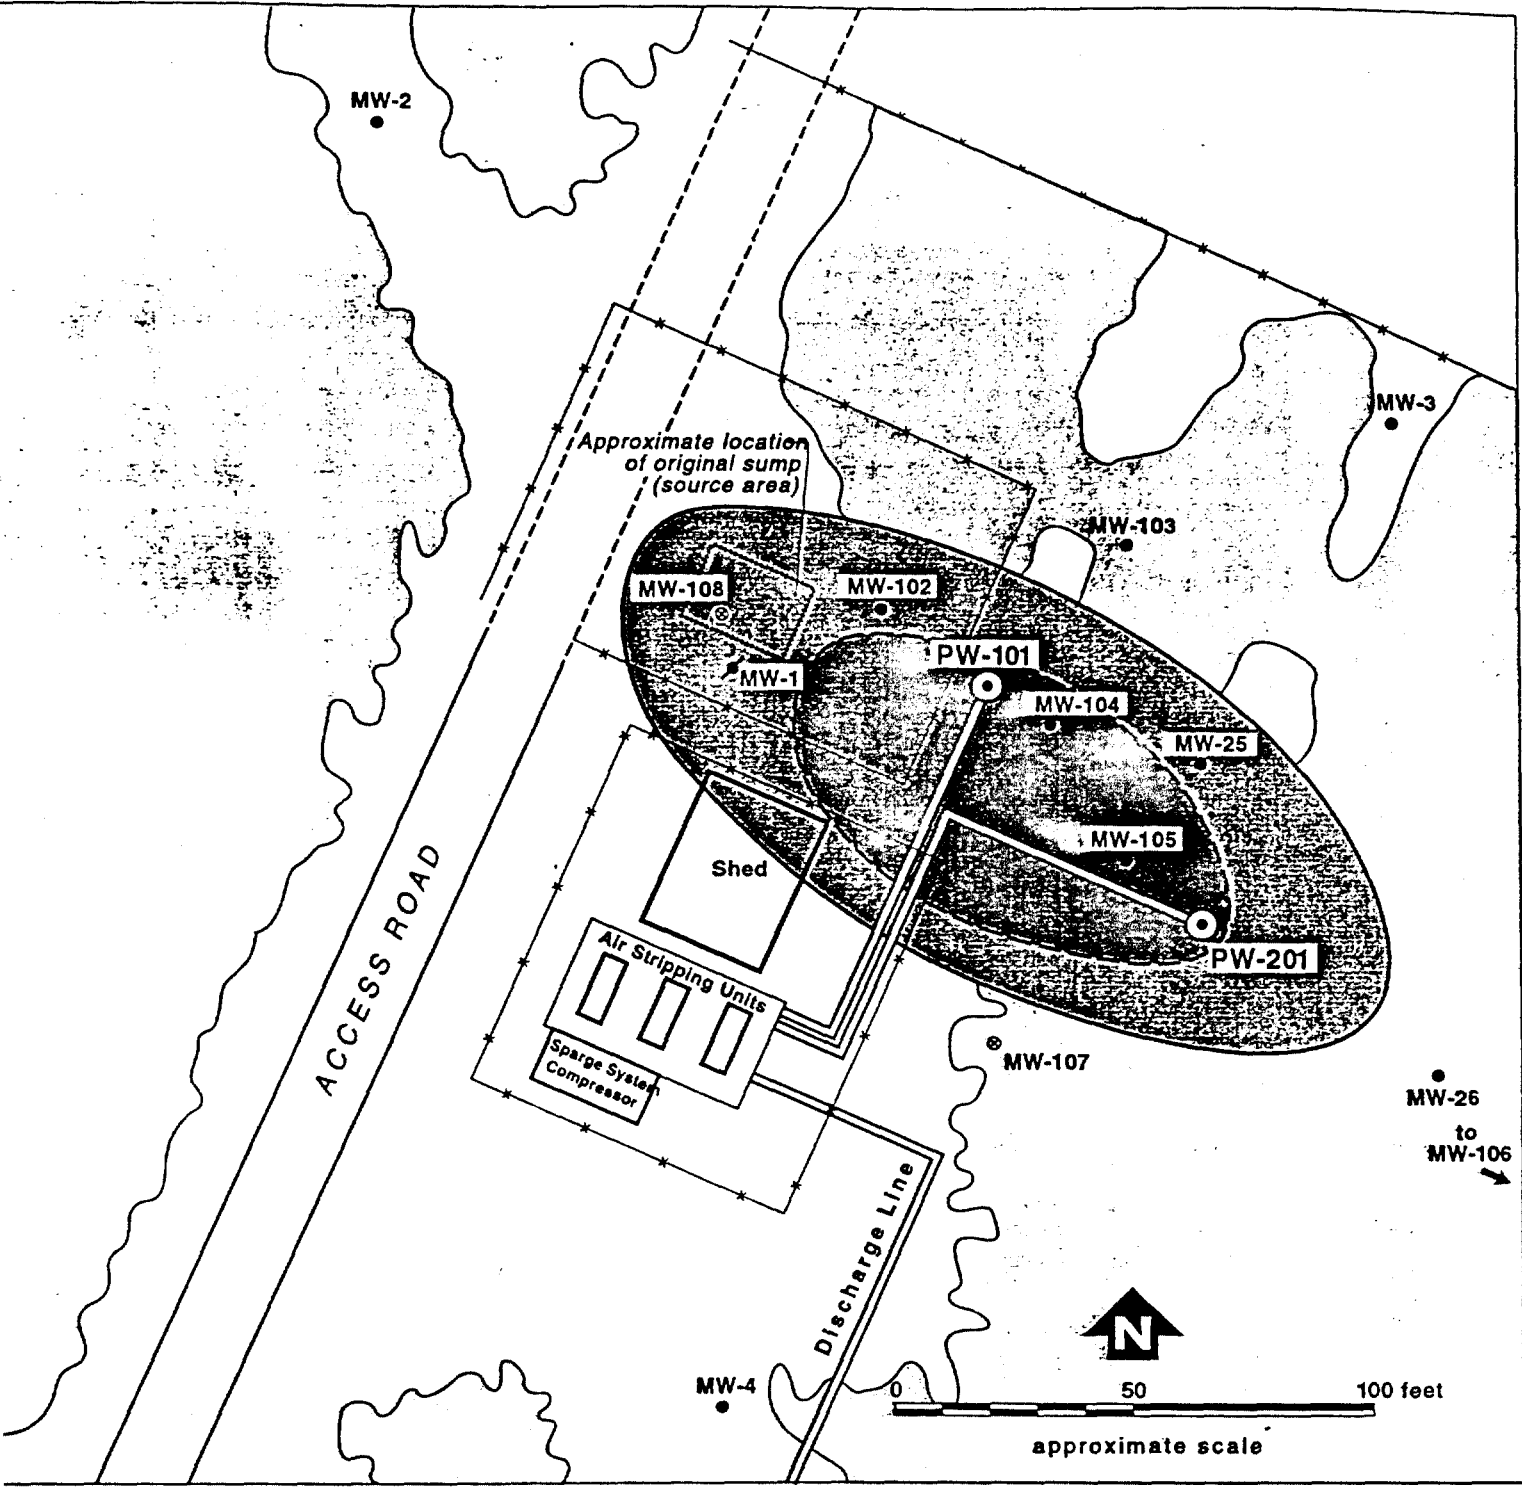 MW-2
MW-3
Approximate location
of original sump
(source area)
MW-103
MW-108
MW-102
PW-101
MW-1
MW-104
MW-25
MW-105
Shed
PW-201
ACCESS ROAD
Air Stripping Units
Sparge System
Compressor
MW-107
MW-26
to
MW-106
Discharge Line
N
MW-4
0 50 100 feet
approximate scale